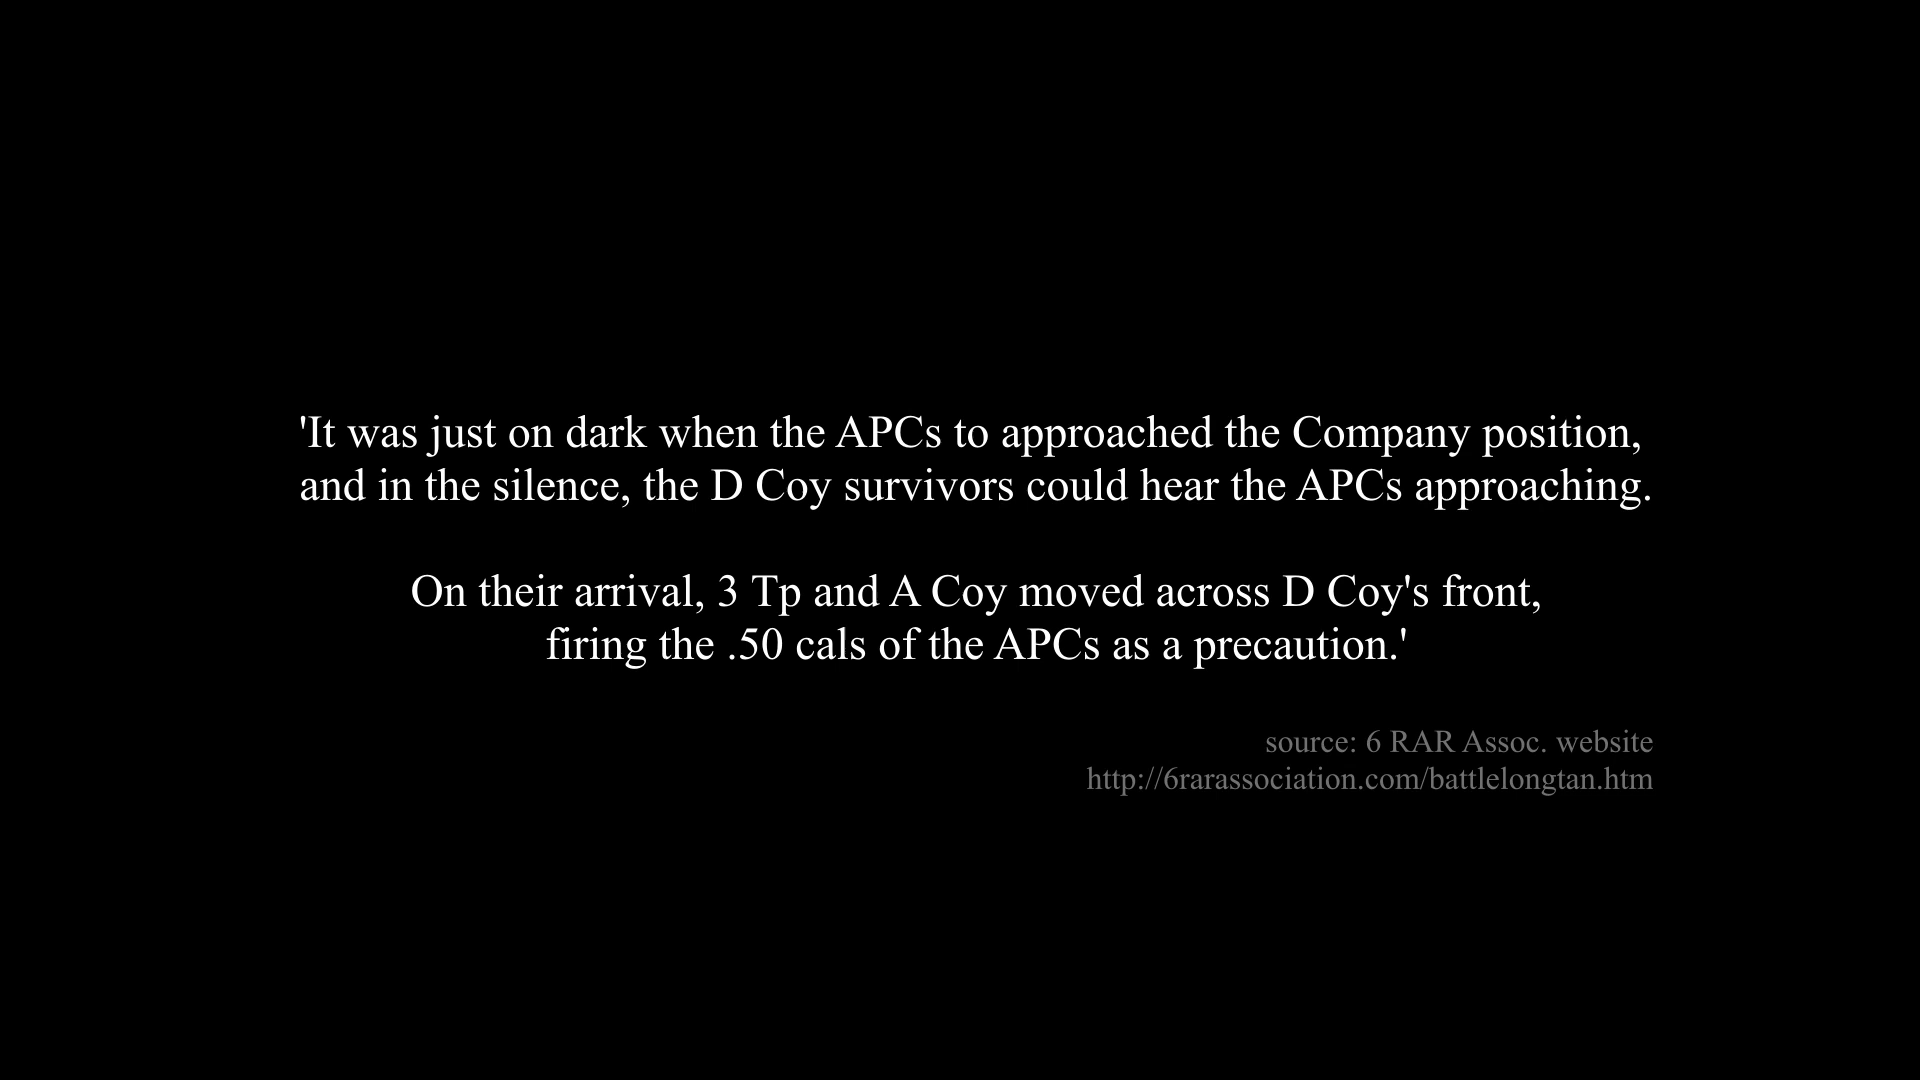 'It was just on dark when the APCs to approached the Company position,
and in the silence, the D Coy survivors could hear the APCs approaching.
On their arrival, 3 Tp and A Coy moved across D Coy's front,
firing the .50 cals of the APCs as a precaution.'
source: 6 RAR Assoc. website
http://6rarassociation.com/battlelongtan.htm